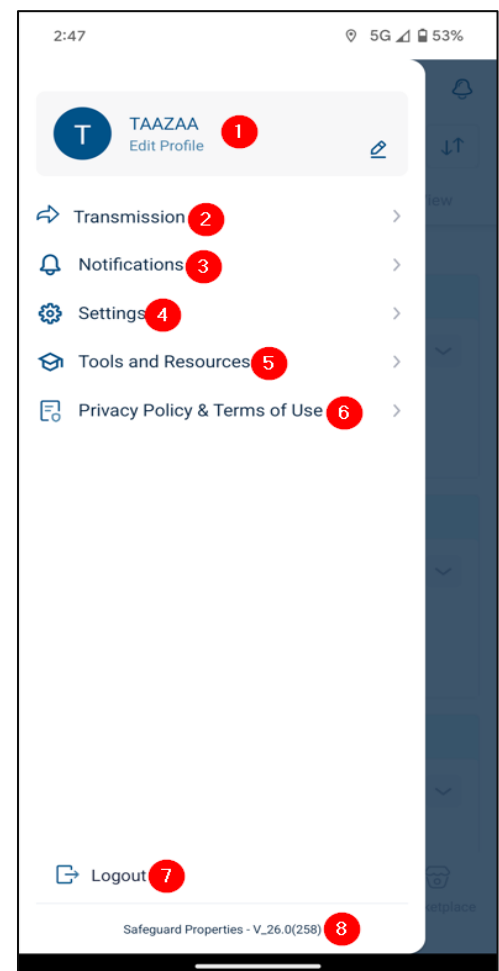 2:47 5G 53%
T
TAAZAA 1
Edit Profile
Transmission 2
Notifications 3
Settings 4
Tools and Resources 5
Privacy Policy & Terms of Use 6
Logout 7
Safeguard Properties - V_26.0(258) 8